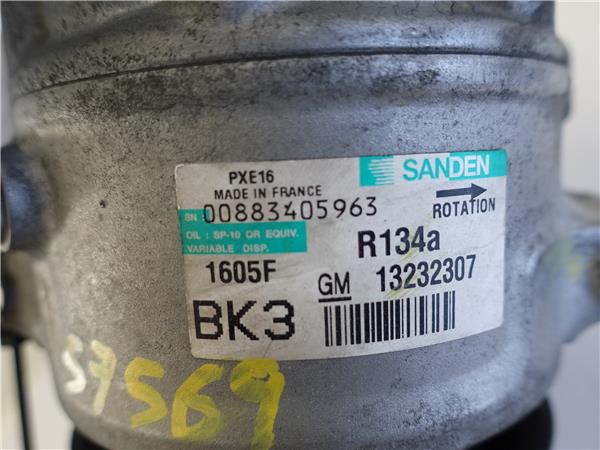 PXE16
MADE IN FRANCE
SANDEN
SN: 00883405963
ROTATION
OIL : SP-10 OR EQUIV.
VARIABLE DISP.
R134a
1605F
GM 13232307
BK3
57569